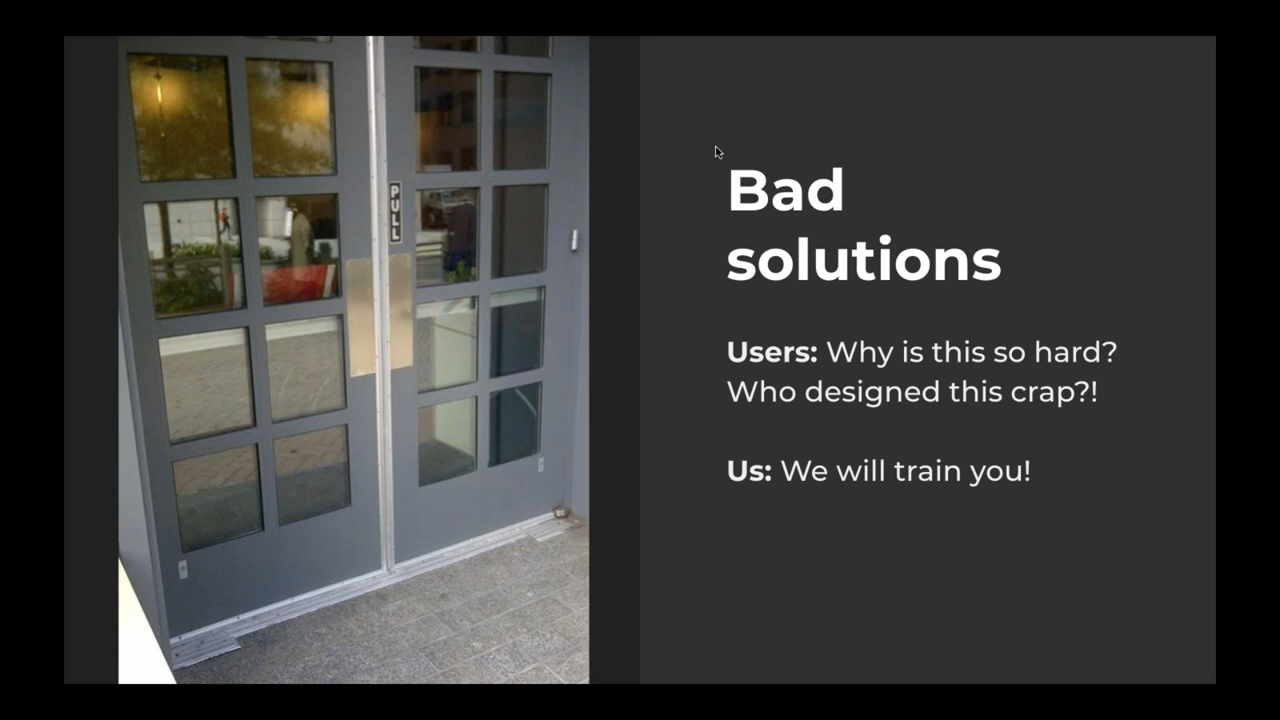 PULL
Bad
solutions
Users: Why is this so hard?
Who designed this crap?!
Us: We will train you!